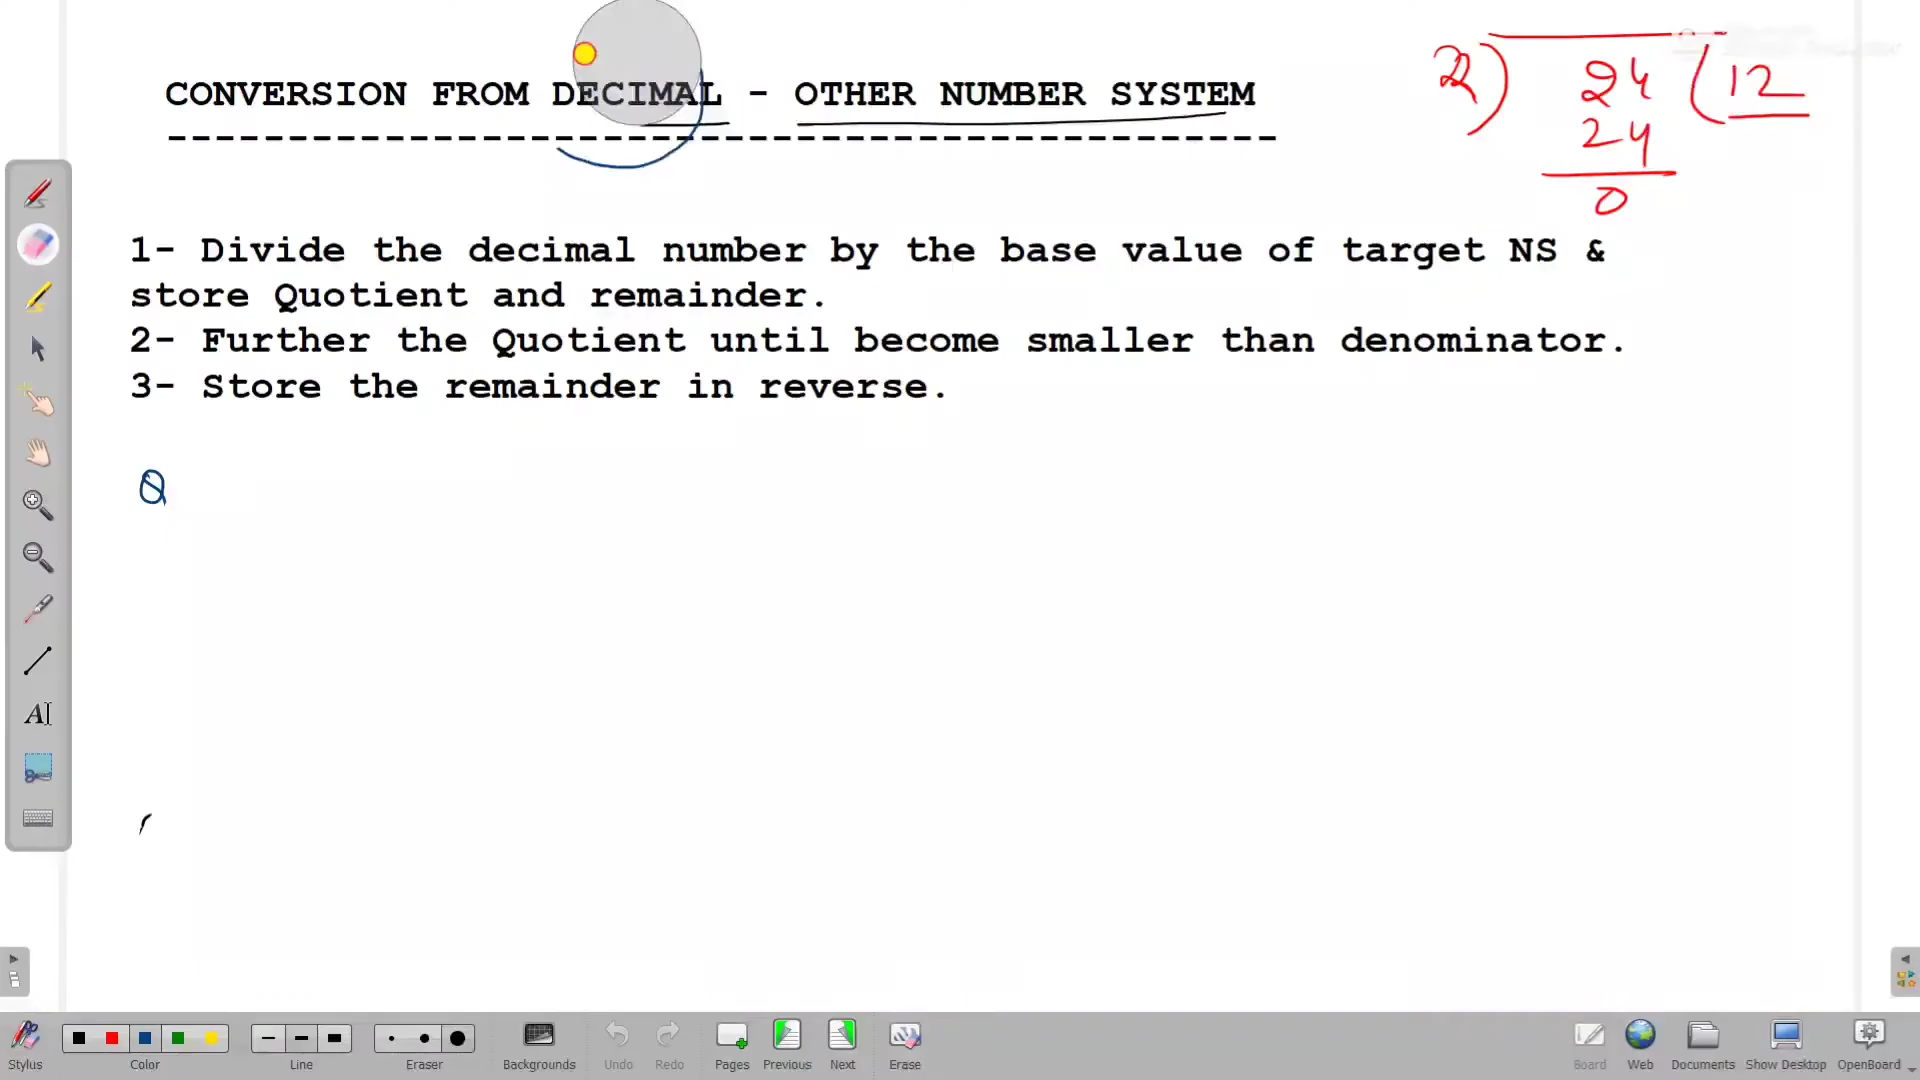 CONVERSION FROM DECIMAL - OTHER NUMBER SYSTEM
-----------------------------------------------
2) 24 (12
24
0
1- Divide the decimal number by the base value of target NS &
store Quotient and remainder.
2- Further the Quotient until become smaller than denominator.
3- Store the remainder in reverse.
Q
Stylus
Color
Line
Eraser
Backgrounds
Undo
Redo
Pages
Previous
Next
Erase
Board
Web
Documents
Show Desktop
OpenBoard